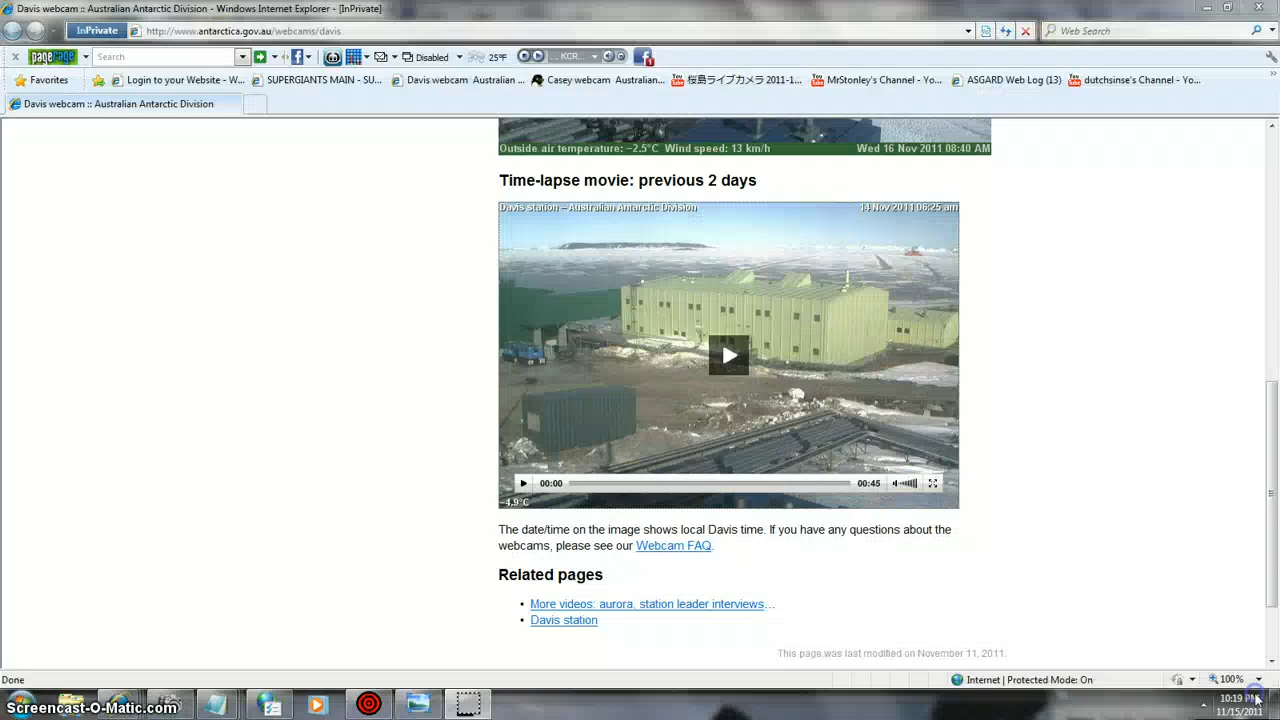 Davis webcam :: Australian Antarctic Division - Windows Internet Explorer - [InPrivate]
InPrivate http://www.antarctica.gov.au/webcams/davis Web Search
pagerage Search Disabled 25°F KCR... 1
Favorites Login to your Website - W... SUPERGIANTS MAIN - SU... Davis webcam Australian ... Casey webcam Australian... 桜島ライブカメラ 2011-1... MrStonley's Channel - Yo... ASGARD Web Log (13) dutchsinse's Channel - Yo...
Davis webcam :: Australian Antarctic Division
Outside air temperature: −2.5°C Wind speed: 13 km/h Wed 16 Nov 2011 08:40 AM
Time-lapse movie: previous 2 days
Davis station – Australian Antarctic Division 14 Nov 2011 06:25 am
00:00 00:45
−4.9°C
The date/time on the image shows local Davis time. If you have any questions about the
webcams, please see our Webcam FAQ.
Related pages
• More videos: aurora, station leader interviews...
• Davis station
This page was last modified on November 11, 2011.
Done Internet | Protected Mode: On 100%
Screencast-O-Matic.com 10:19 PM
11/15/2011